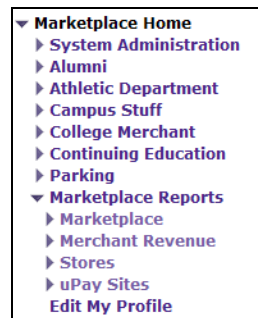 Marketplace Home
System Administration
Alumni
Athletic Department
Campus Stuff
College Merchant
Continuing Education
Parking
Marketplace Reports
Marketplace
Merchant Revenue
Stores
uPay Sites
Edit My Profile